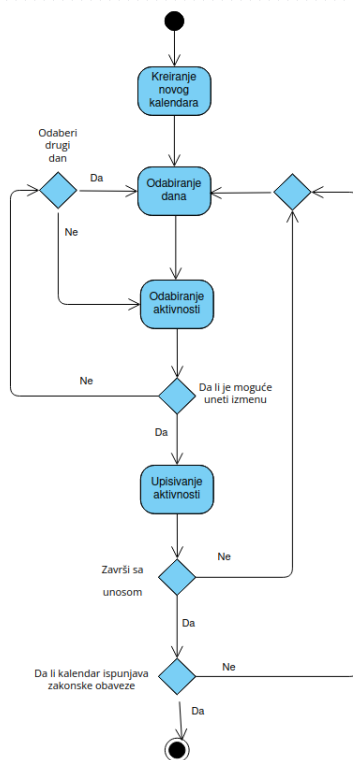 Kreiranje
novog
kalendara
Odaberi
drugi
dan
Da
Odabiranje
dana
Ne
Odabiranje
aktivnosti
Ne
Da li je moguće
uneti izmenu
Da
Upisivanje
aktivnosti
Ne
Završi sa
unosom
Da
Da li kalendar ispunjava
zakonske obaveze
Ne
Da